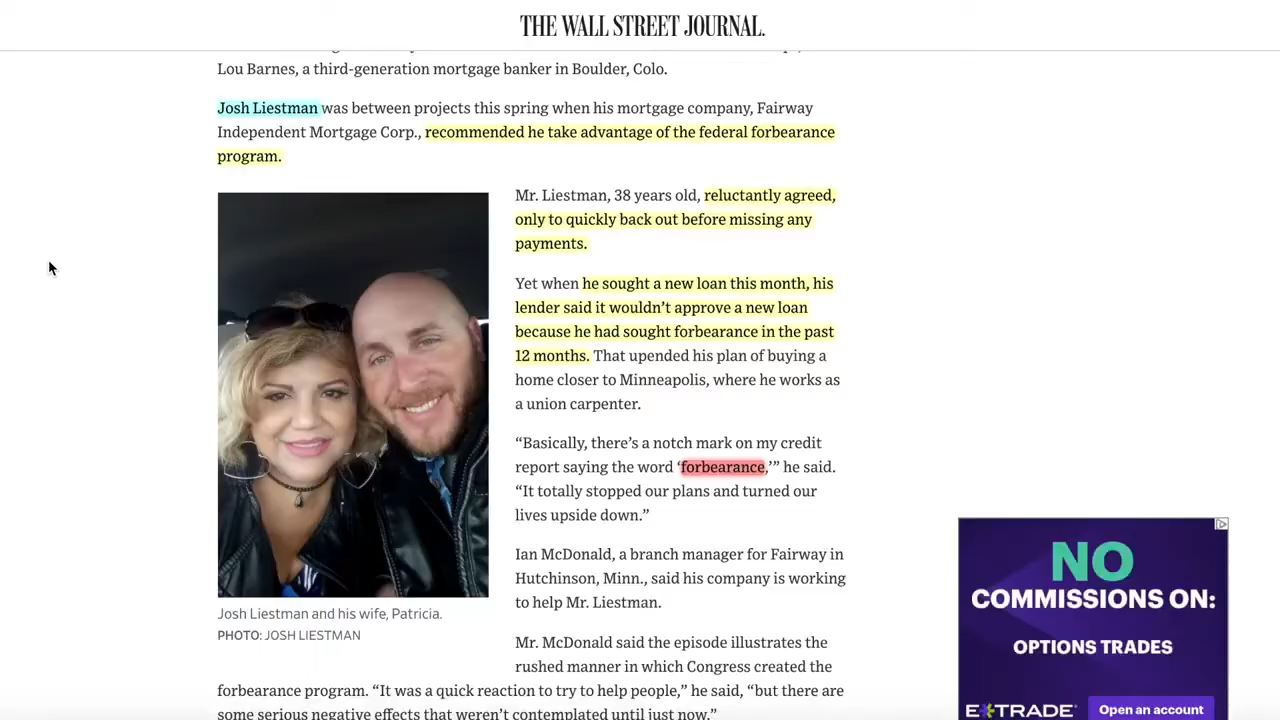 THE WALL STREET JOURNAL.
Lou Barnes, a third-generation mortgage banker in Boulder, Colo.
Josh Liestman was between projects this spring when his mortgage company, Fairway
Independent Mortgage Corp., recommended he take advantage of the federal forbearance
program.
Mr. Liestman, 38 years old, reluctantly agreed,
only to quickly back out before missing any
payments.
Yet when he sought a new loan this month, his
lender said it wouldn’t approve a new loan
because he had sought forbearance in the past
12 months. That upended his plan of buying a
home closer to Minneapolis, where he works as
a union carpenter.
“Basically, there’s a notch mark on my credit
report saying the word ‘forbearance,’” he said.
“It totally stopped our plans and turned our
lives upside down.”
Ian McDonald, a branch manager for Fairway in
Hutchinson, Minn., said his company is working
to help Mr. Liestman.
Josh Liestman and his wife, Patricia.
PHOTO: JOSH LIESTMAN
Mr. McDonald said the episode illustrates the
rushed manner in which Congress created the
forbearance program. “It was a quick reaction to try to help people,” he said, “but there are
some serious negative effects that weren’t contemplated until just now.”
NO
COMMISSIONS ON:
OPTIONS TRADES
E*TRADE
Open an account